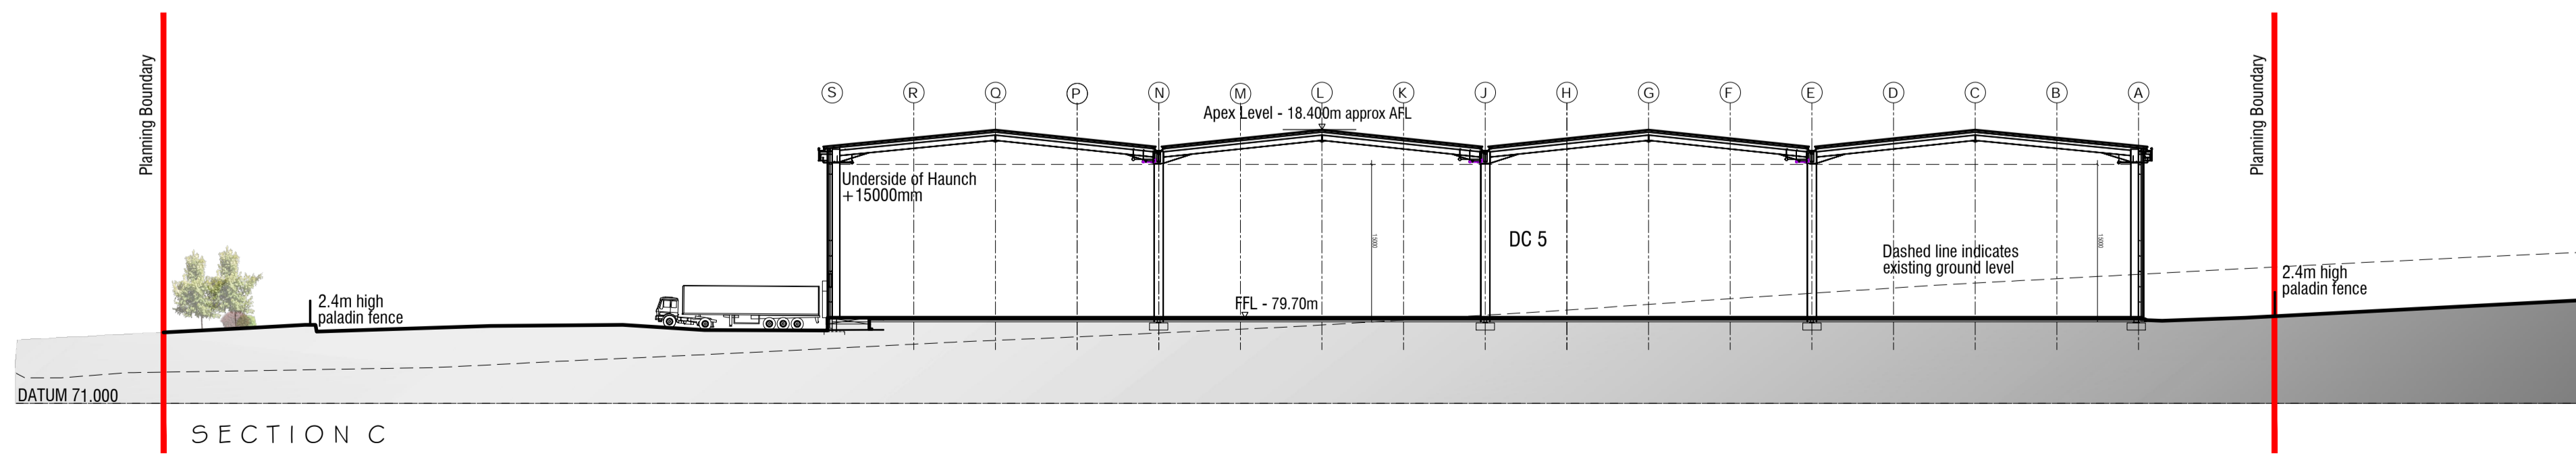 Planning Boundary
Planning Boundary
S
R
Q
P
N
M
L
K
J
H
G
F
E
D
C
B
A
Apex Level - 18.400m approx AFL
Underside of Haunch
+15000mm
15000
DC 5
15000
Dashed line indicates
existing ground level
2.4m high
paladin fence
2.4m high
paladin fence
FFL - 79.70m
DATUM 71.000
SECTION C